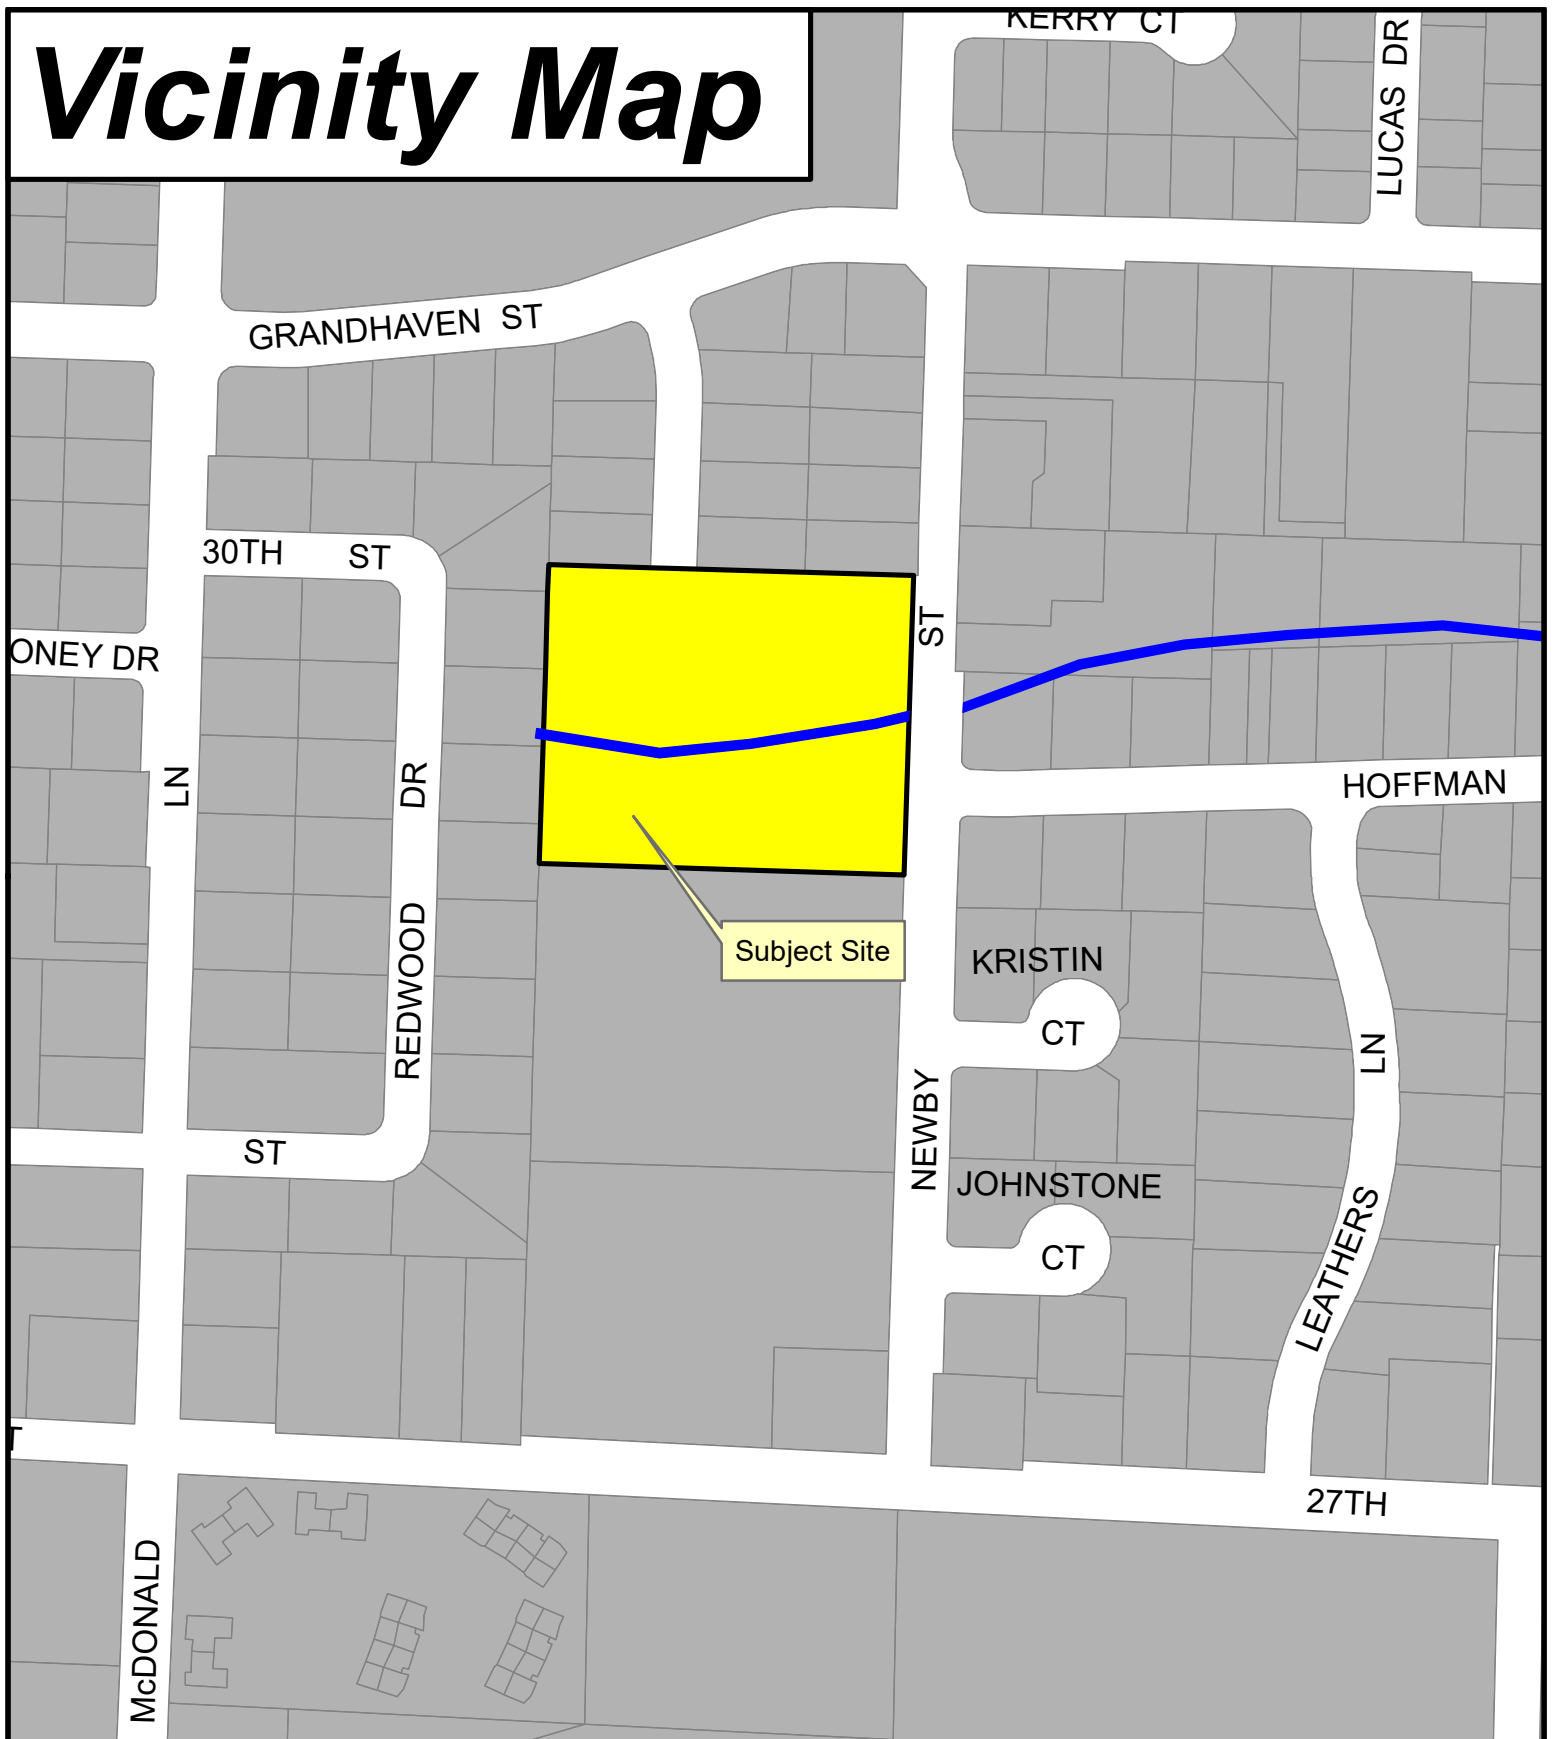 Vicinity Map
KERRY CT
LUCAS DR
GRANDHAVEN ST
30TH ST
ONEY DR
ST
LN
DR
HOFFMAN
REDWOOD
Subject Site
KRISTIN
CT
LN
NEWBY
ST
JOHNSTONE
CT
LEATHERS
T
27TH
McDONALD